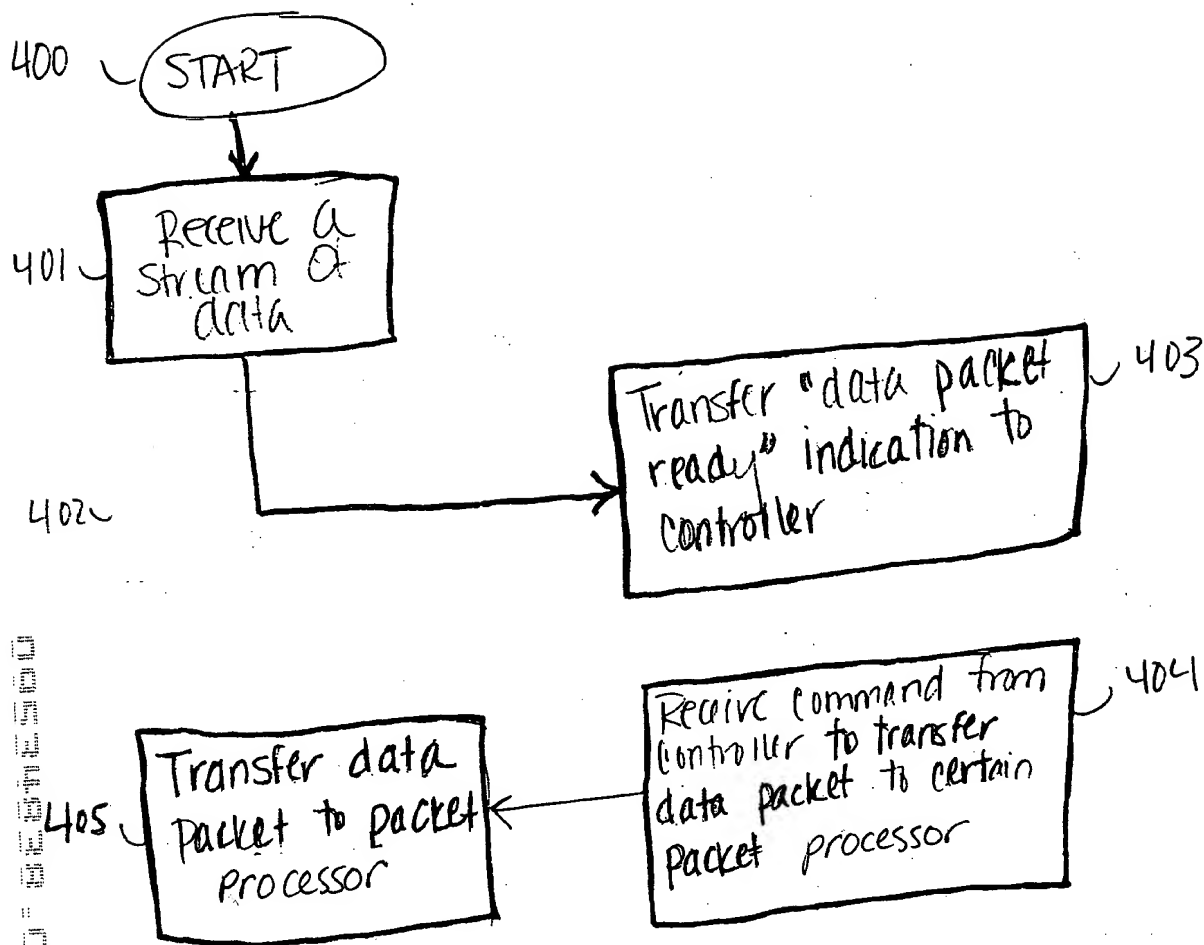 400
START
401
Receive a
stream of
data
402
Transfer "data packet
ready" indication to
controller
403
Receive command from
controller to transfer
data packet to certain
packet processor
404
405
Transfer data
packet to packet
processor